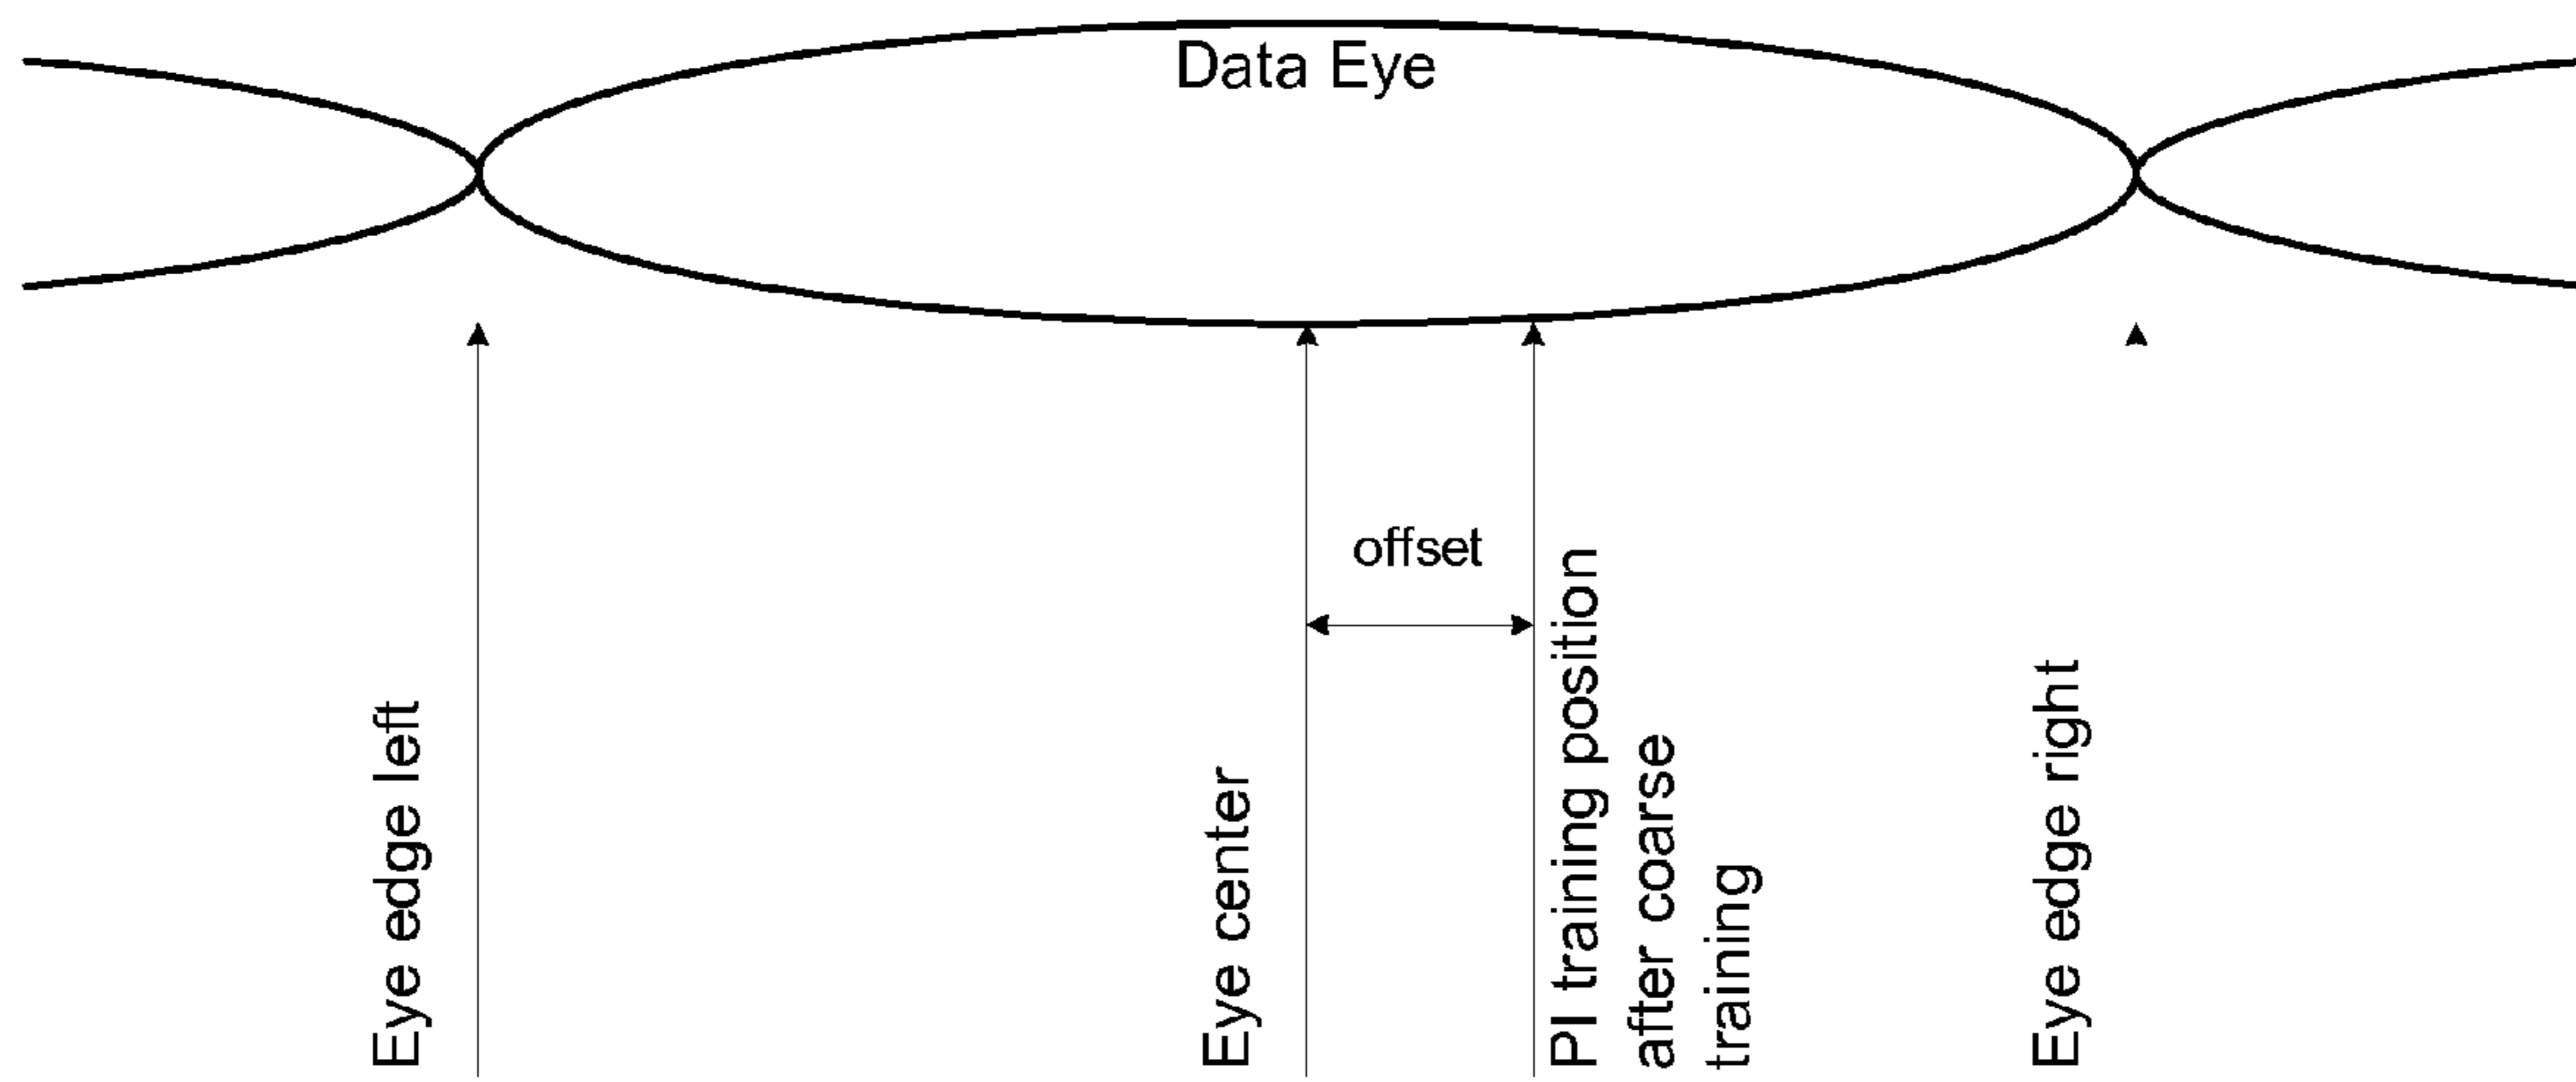 Data Eye
offset
Eye edge left
Eye center
PI training position
after coarse
training
Eye edge right